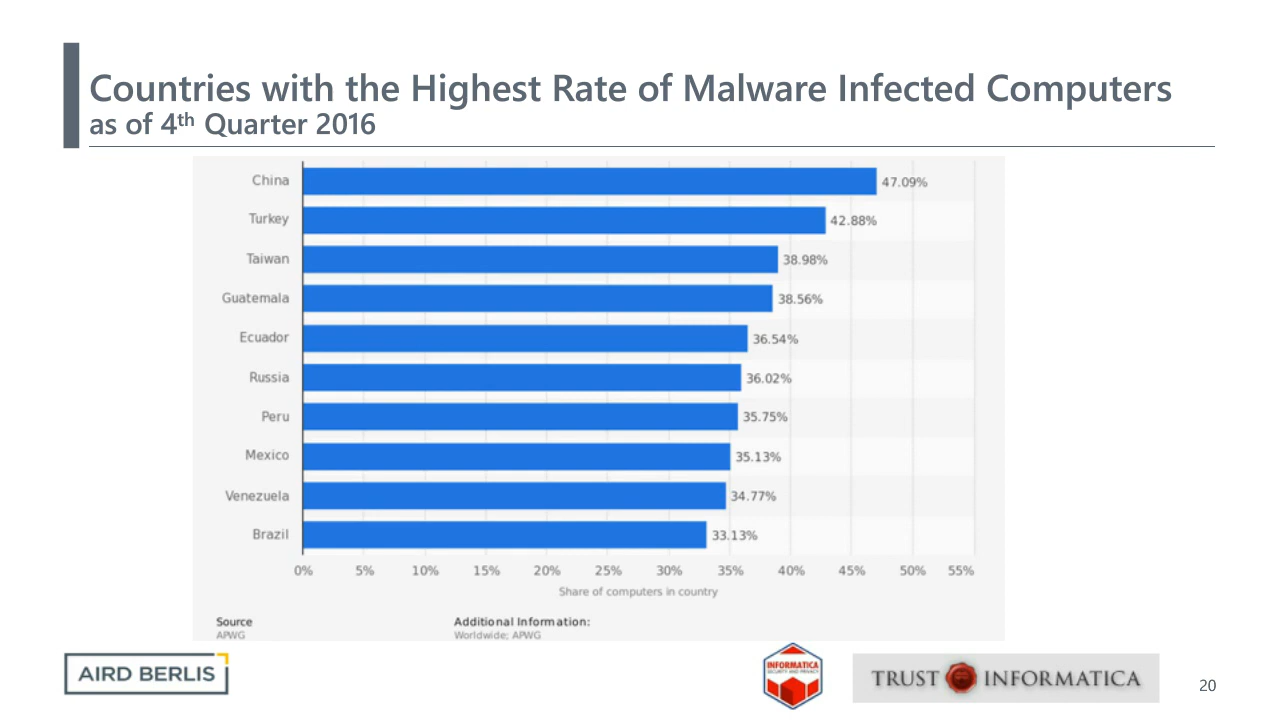 Countries with the Highest Rate of Malware Infected Computers
as of 4th Quarter 2016
China 47.09%
Turkey 42.88%
Taiwan 38.98%
Guatemala 38.56%
Ecuador 36.54%
Russia 36.02%
Peru 35.75%
Mexico 35.13%
Venezuela 34.77%
Brazil 33.13%
0% 5% 10% 15% 20% 25% 30% 35% 40% 45% 50% 55%
Share of computers in country
Source Additional Information:
APWG Worldwide; APWG
AIRD BERLIS
INFORMATICA
SECURITY AND PRIVACY
TRUST INFORMATICA
20